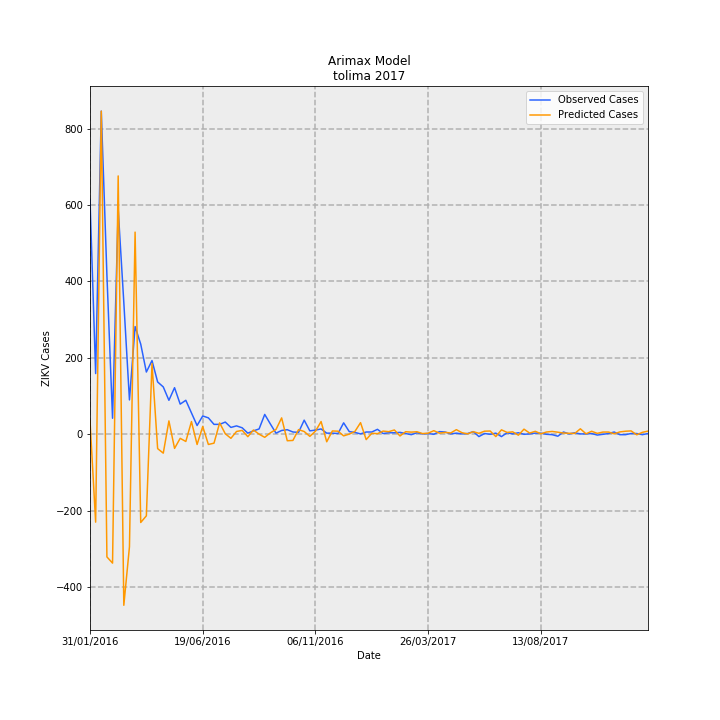 Arimax Model
tolima 2017
Observed Cases
Predicted Cases
ZIKV Cases
800
600
400
200
0
−200
−400
31/01/2016
19/06/2016
06/11/2016
26/03/2017
13/08/2017
Date